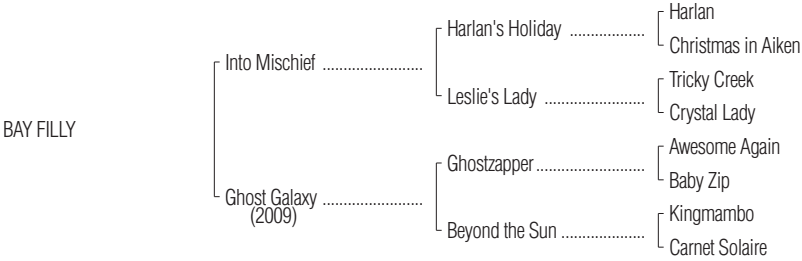 Harlan
Harlan's Holiday ..................
Christmas in Aiken
Into Mischief ........................
Tricky Creek
Leslie's Lady ........................
Crystal Lady
BAY FILLY
Awesome Again
Ghostzapper..........................
Baby Zip
Ghost Galaxy ........................
(2009)
Kingmambo
Beyond the Sun ....................
Carnet Solaire